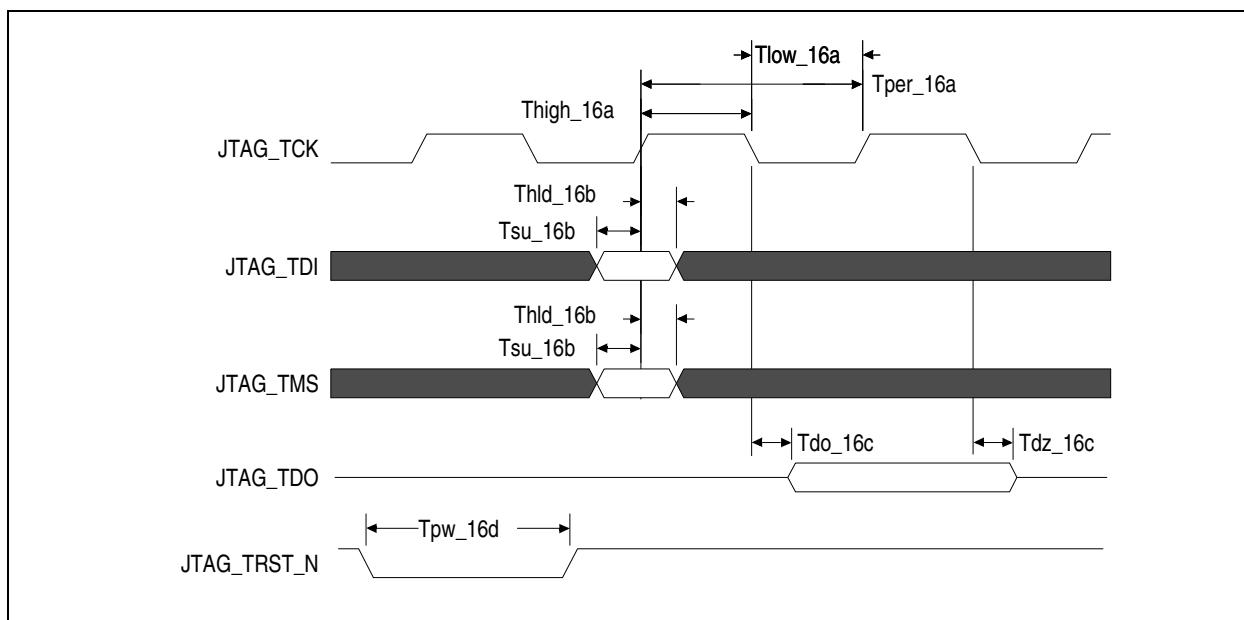 Tlow_16a
Tper_16a
Thigh_16a
JTAG_TCK
Thld_16b
Tsu_16b
JTAG_TDI
Thld_16b
Tsu_16b
JTAG_TMS
Tdo_16c
Tdz_16c
JTAG_TDO
Tpw_16d
JTAG_TRST_N